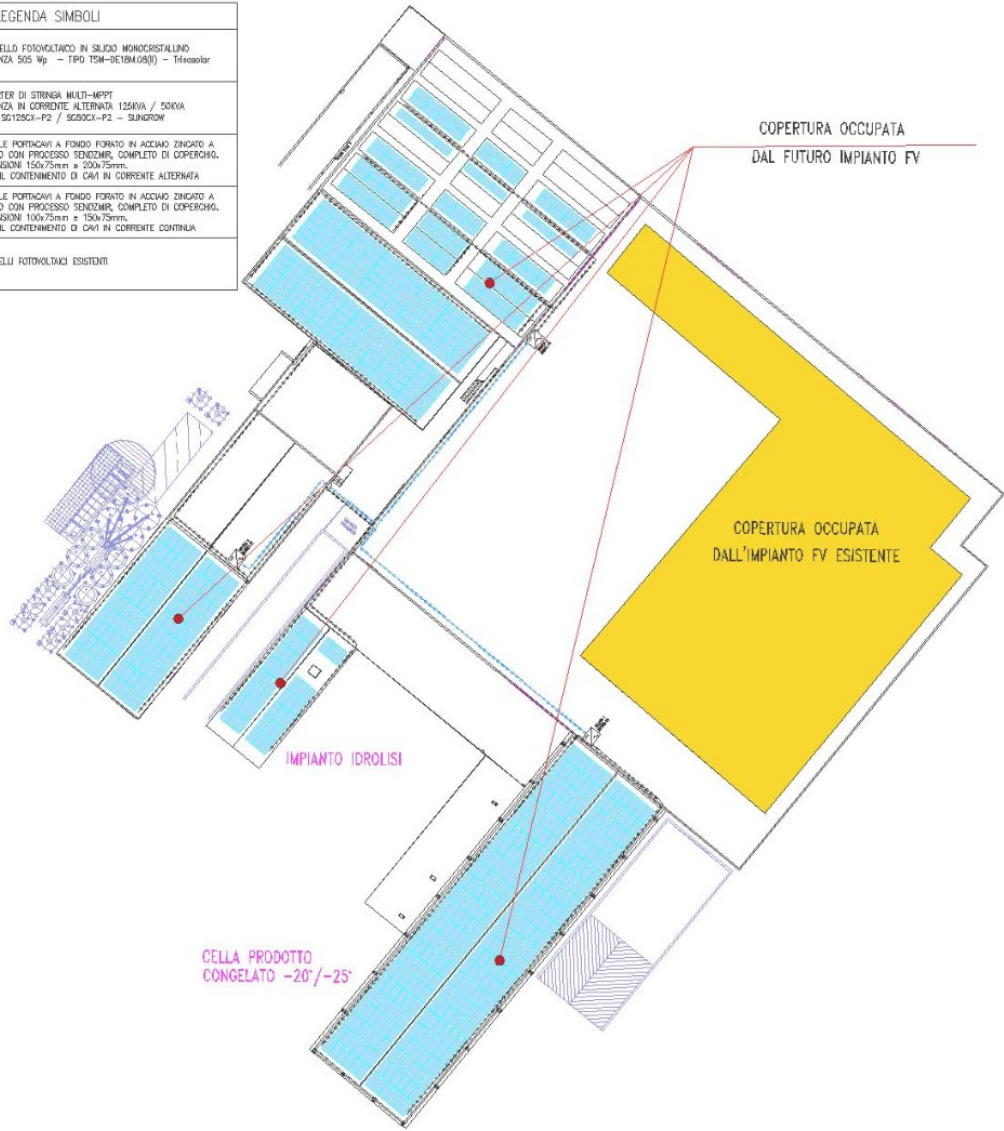 LEGENDA SIMBOLI
ELLO FOTOVOLTAICO IN SILICIO MONOCRISTALLINO
NZA 505 Wp – TIPO TSM-DE18M.08(II) – Trinasolar
TER DI STRINGA MULTI-MPPT
NZA IN CORRENTE ALTERNATA 125kVA / 50kVA
SG125CX-P2 / SG50CX-P2 – SUNGROW
LE PORTACAVI A FONDO FORATO IN ACCIAIO ZINCATO A
O CON PROCESSO SENDZIMIR, COMPLETO DI COPERCHIO.
NSIONI 150x75mm e 200x75mm.
IL CONTENIMENTO DI CAVI IN CORRENTE ALTERNATA
LE PORTACAVI A FONDO FORATO IN ACCIAIO ZINCATO A
O CON PROCESSO SENDZIMIR, COMPLETO DI COPERCHIO.
NSIONI 100x75mm e 150x75mm.
IL CONTENIMENTO DI CAVI IN CORRENTE CONTINUA
ELLI FOTOVOLTAICI ESISTENTI
COPERTURA OCCUPATA
DAL FUTURO IMPIANTO FV
COPERTURA OCCUPATA
DALL'IMPIANTO FV ESISTENTE
IMPIANTO IDROLISI
CELLA PRODOTTO
CONGELATO -20°/-25°